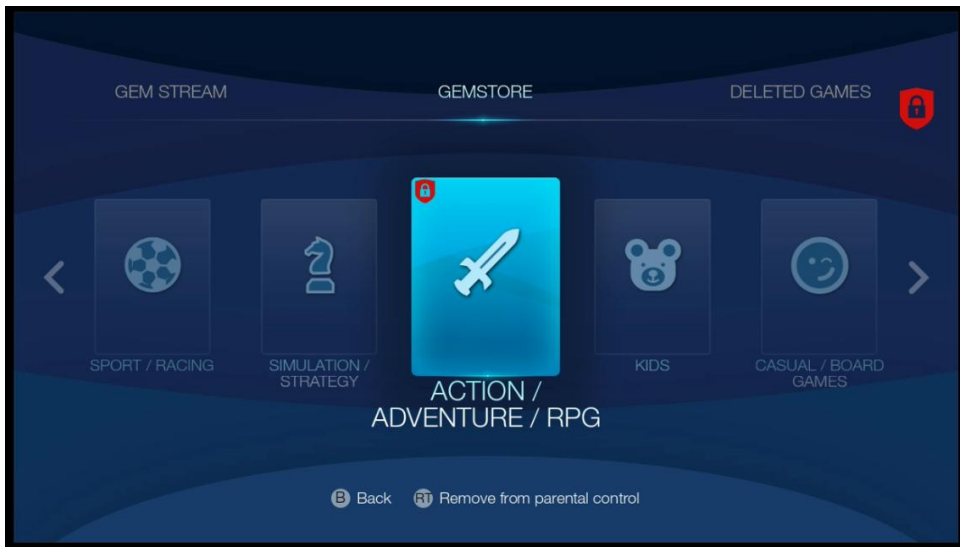 GEM STREAM
GEMSTORE
DELETED GAMES
SPORT / RACING
SIMULATION /
STRATEGY
ACTION /
ADVENTURE / RPG
KIDS
CASUAL / BOARD
GAMES
B Back RT Remove from parental control